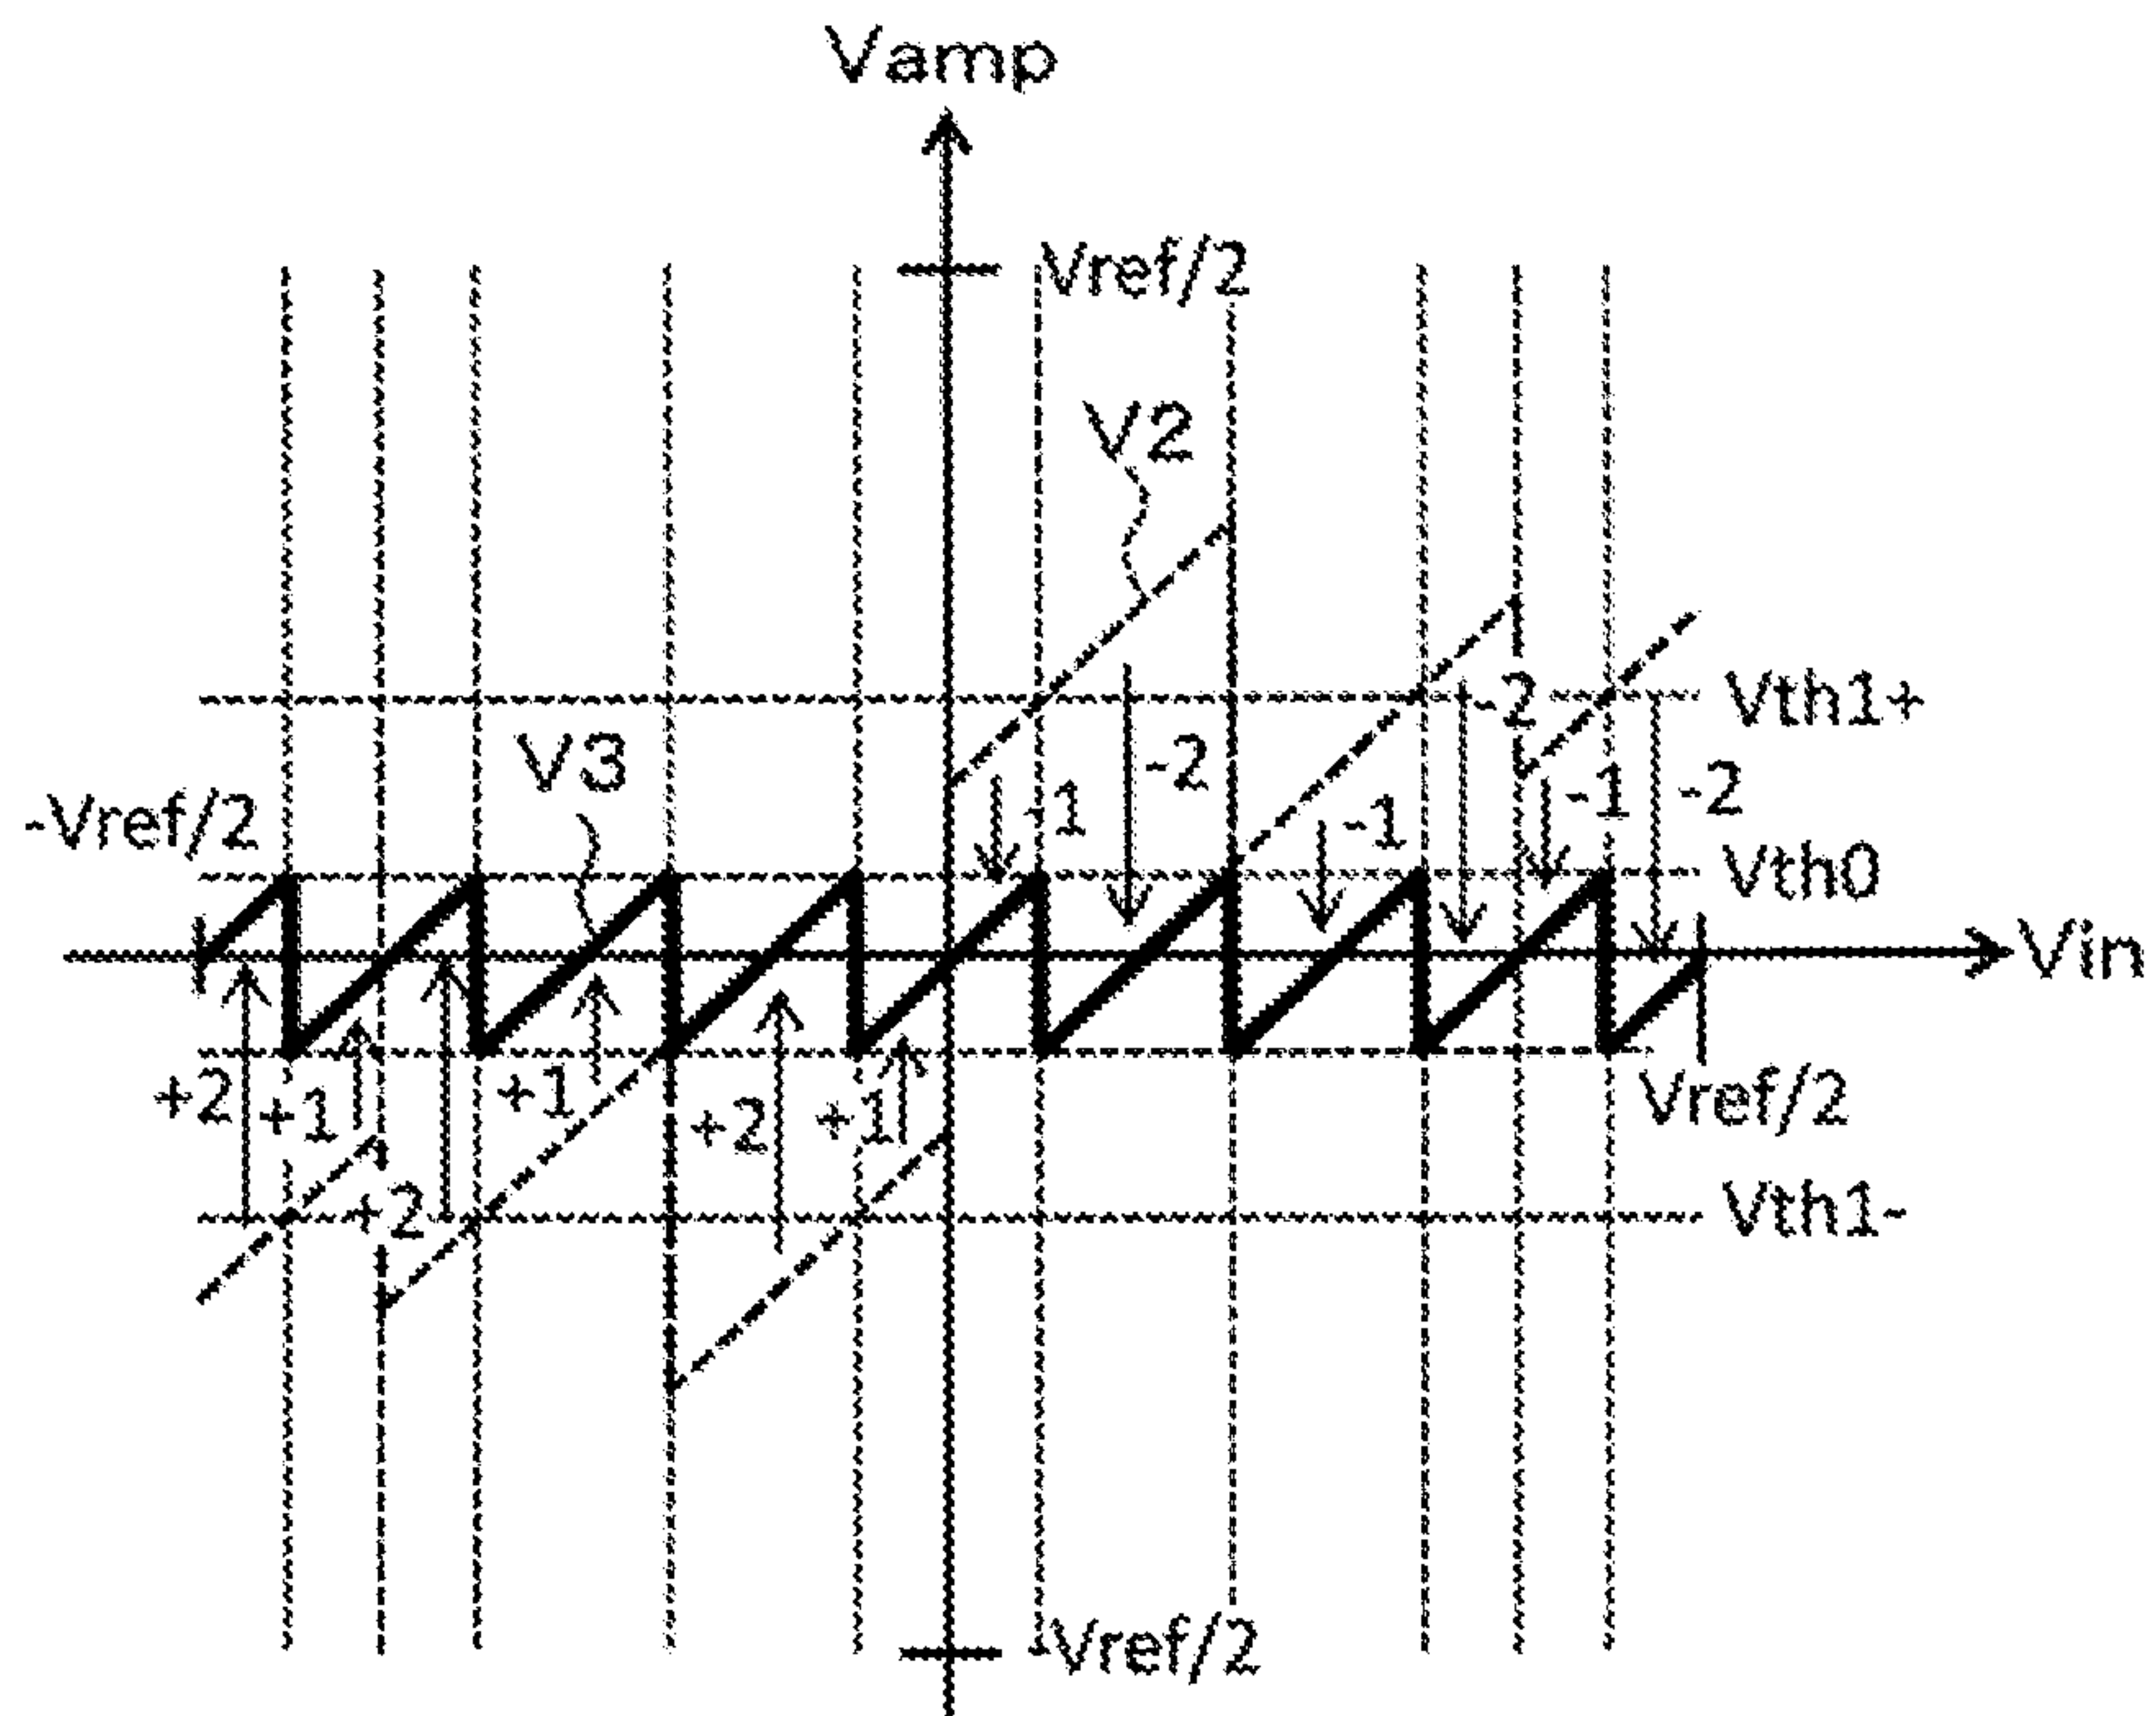 Vamp
Vref/2
V2
-2
Vth1+
V3
-2
-1
-1
-2
-Vref/2
-1
Vth0
Vin
+2
+1
+1
+2
+1
Vref/2
+2
Vth1-
-Vref/2